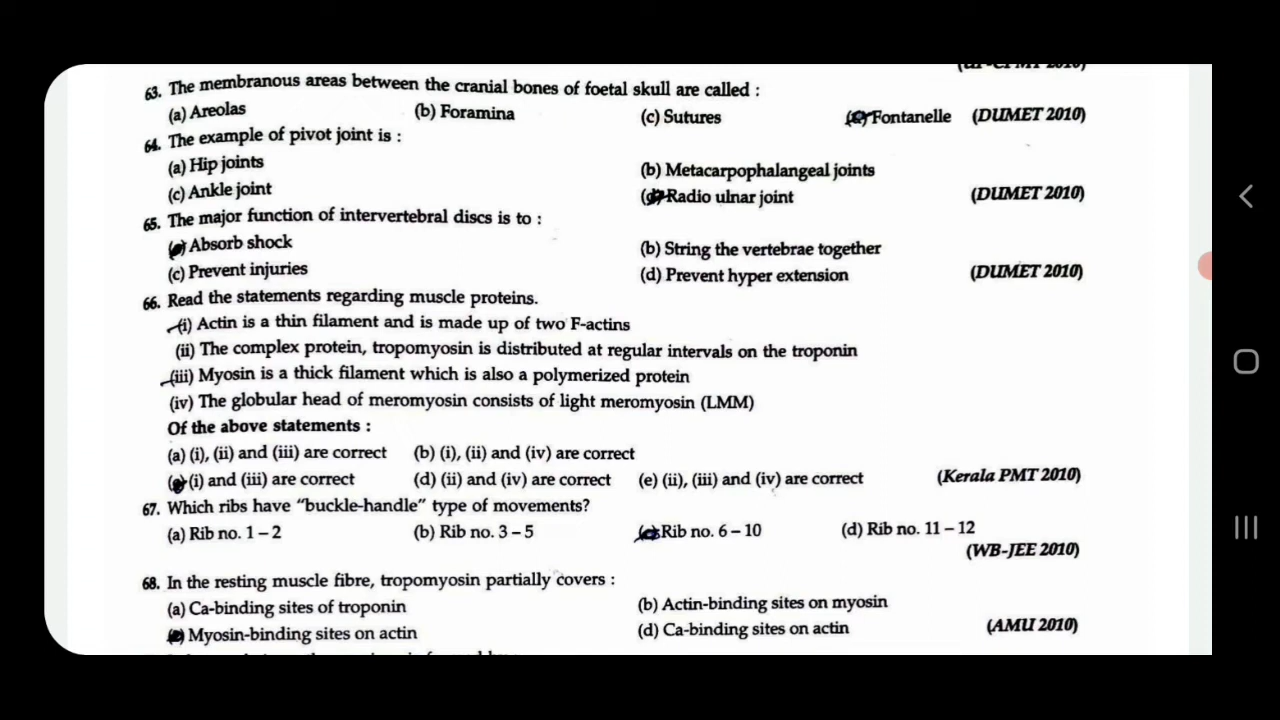 63. The membranous areas between the cranial bones of foetal skull are called :
(a) Areolas (b) Foramina (c) Sutures Fontanelle (DUMET 2010)
64. The example of pivot joint is :
(a) Hip joints (b) Metacarpophalangeal joints
(c) Ankle joint Radio ulnar joint (DUMET 2010)
65. The major function of intervertebral discs is to :
Absorb shock (b) String the vertebrae together
(c) Prevent injuries (d) Prevent hyper extension (DUMET 2010)
66. Read the statements regarding muscle proteins.
(i) Actin is a thin filament and is made up of two F-actins
(ii) The complex protein, tropomyosin is distributed at regular intervals on the troponin
(iii) Myosin is a thick filament which is also a polymerized protein
(iv) The globular head of meromyosin consists of light meromyosin (LMM)
Of the above statements :
(a) (i), (ii) and (iii) are correct (b) (i), (ii) and (iv) are correct
(i) and (iii) are correct (d) (ii) and (iv) are correct (e) (ii), (iii) and (iv) are correct (Kerala PMT 2010)
67. Which ribs have "buckle-handle" type of movements?
(a) Rib no. 1 – 2 (b) Rib no. 3 – 5 (c) Rib no. 6 – 10 (d) Rib no. 11 – 12
(WB-JEE 2010)
68. In the resting muscle fibre, tropomyosin partially covers :
(a) Ca-binding sites of troponin (b) Actin-binding sites on myosin
Myosin-binding sites on actin (d) Ca-binding sites on actin (AMU 2010)